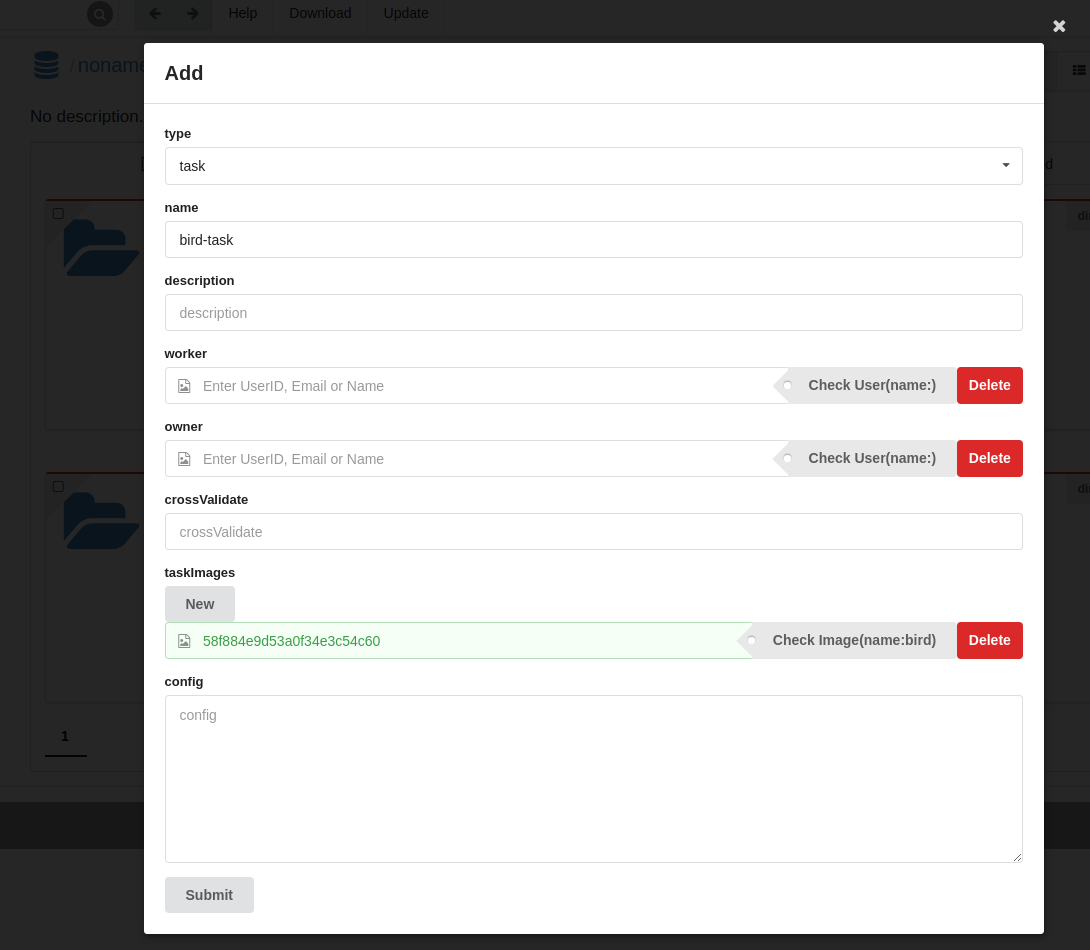 Help Download Update
/ noname
No description.
Add
type
task
name
bird-task
description
description
worker
Enter UserID, Email or Name Check User(name:) Delete
owner
Enter UserID, Email or Name Check User(name:) Delete
crossValidate
crossValidate
taskImages
New
58f884e9d53a0f34e3c54c60 Check Image(name:bird) Delete
config
config
1
Submit